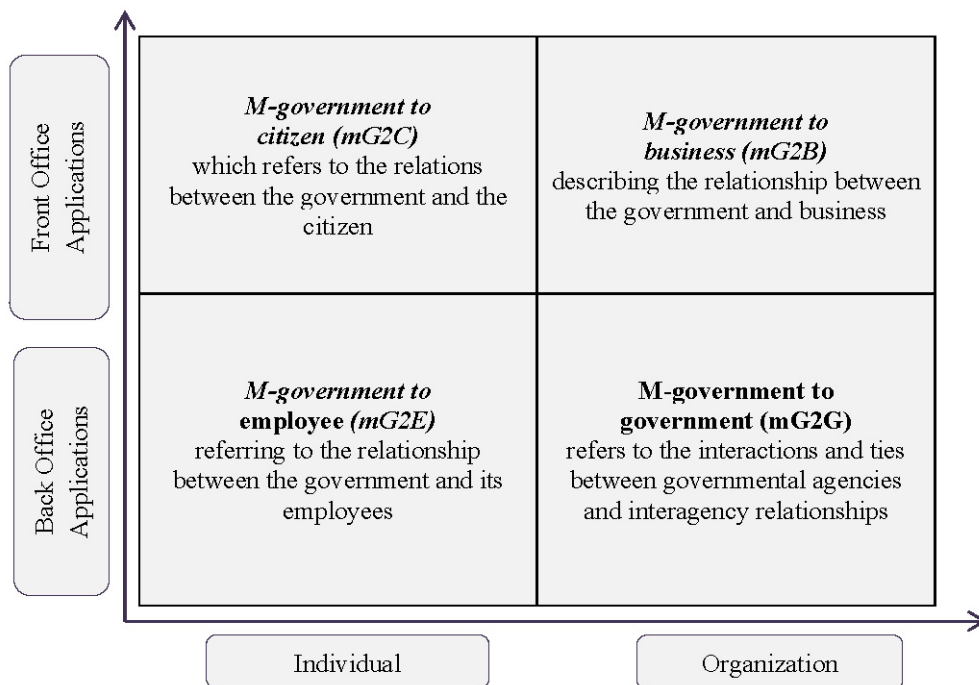 Front Office
Applications
M-government to
citizen (mG2C)
which refers to the relations
between the government and the
citizen
M-government to
business (mG2B)
describing the relationship between
the government and business
Back Office
Applications
M-government to
employee (mG2E)
referring to the relationship
between the government and its
employees
M-government to
government (mG2G)
refers to the interactions and ties
between governmental agencies
and interagency relationships
Individual
Organization